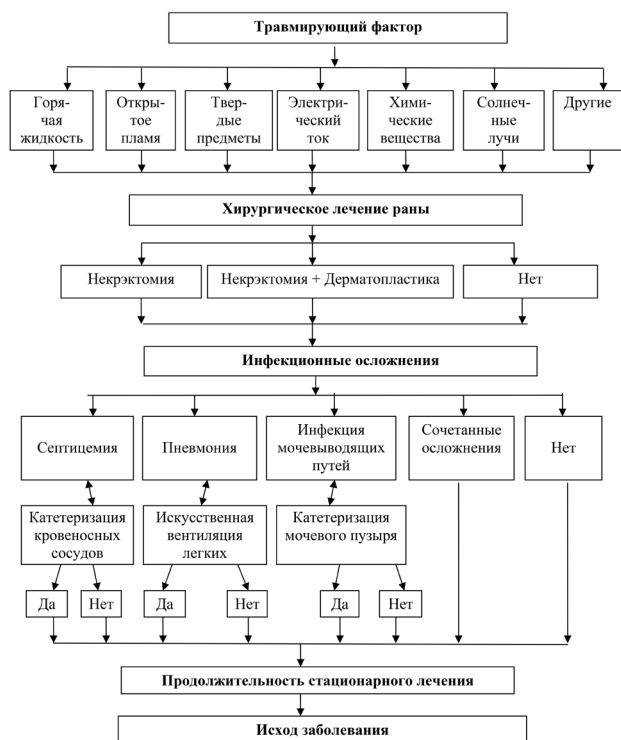 Травмирующий фактор
Горя-
чая
жидкость
Откры-
тое
пламя
Твер-
дые
предметы
Электри-
ческий
ток
Хими-
ческие
вещества
Солнеч-
ные
лучи
Другие
Хирургическое лечение раны
Некрэктомия
Некрэктомия + Дерматопластика
Нет
Инфекционные осложнения
Септицемия
Пневмония
Инфекция
мочевыводящих
путей
Сочетанные
осложнения
Нет
Катетеризация
кровеносных
сосудов
Искусственная
вентиляция
легких
Катетеризация
мочевого пузыря
Да
Нет
Да
Нет
Да
Нет
Продолжительность стационарного лечения
Исход заболевания